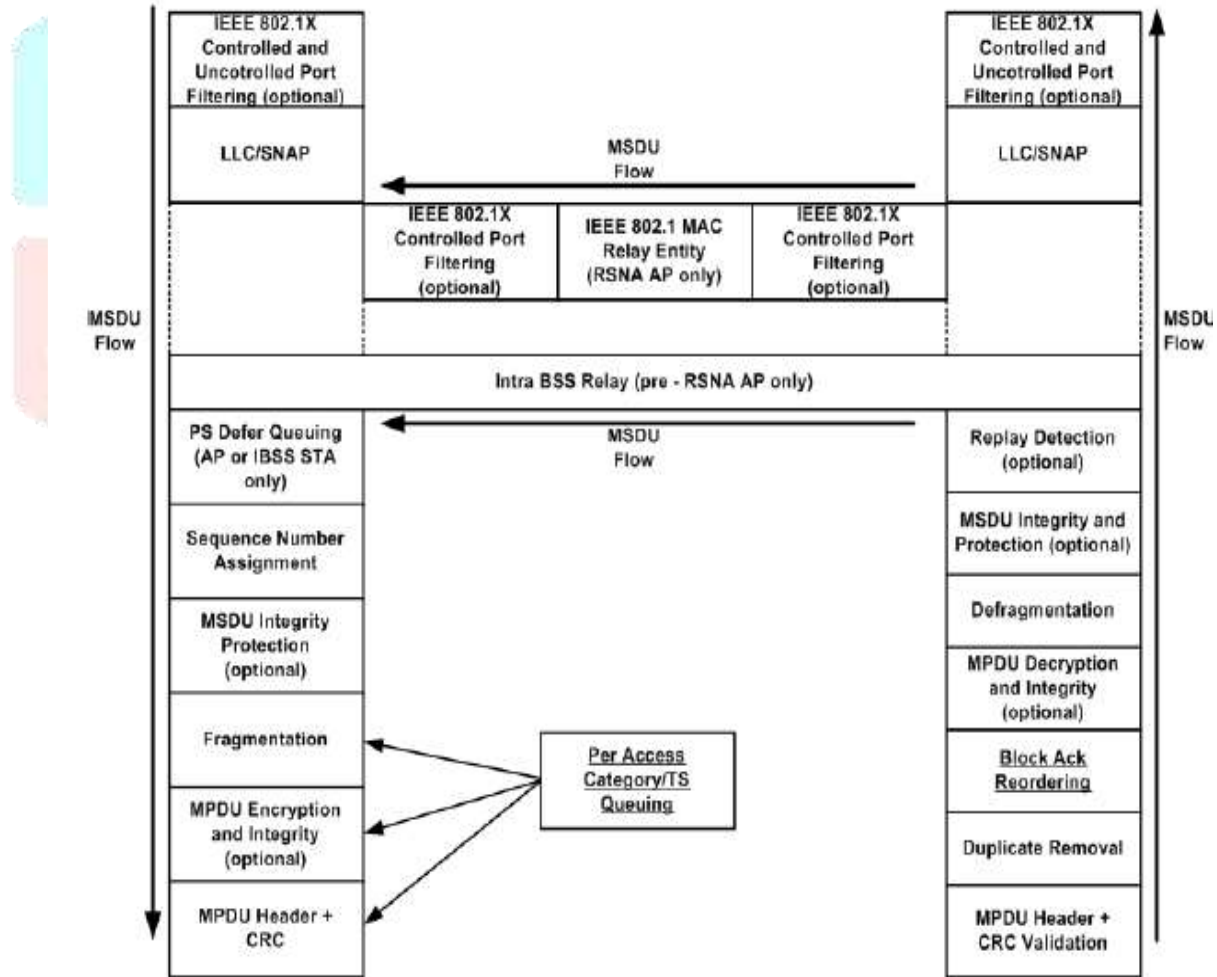 IEEE 802.1X
Controlled and
Uncotrolled Port
Filtering (optional)
LLC/SNAP
MSDU
Flow
IEEE 802.1X
Controlled and
Uncotrolled Port
Filtering (optional)
LLC/SNAP
IEEE 802.1X
Controlled Port
Filtering
(optional)
IEEE 802.1 MAC
Relay Entity
(RSNA AP only)
IEEE 802.1X
Controlled Port
Filtering
(optional)
MSDU
Flow
MSDU
Flow
Intra BSS Relay (pre - RSNA AP only)
MSDU
Flow
PS Defer Queuing
(AP or IBSS STA
only)
Sequence Number
Assignment
MSDU Integrity
Protection
(optional)
Fragmentation
MPDU Encryption
and Integrity
(optional)
MPDU Header +
CRC
Per Access
Category/TS
Queuing
Replay Detection
(optional)
MSDU Integrity and
Protection (optional)
Defragmentation
MPDU Decryption
and Integrity
(optional)
Block Ack
Reordering
Duplicate Removal
MPDU Header +
CRC Validation